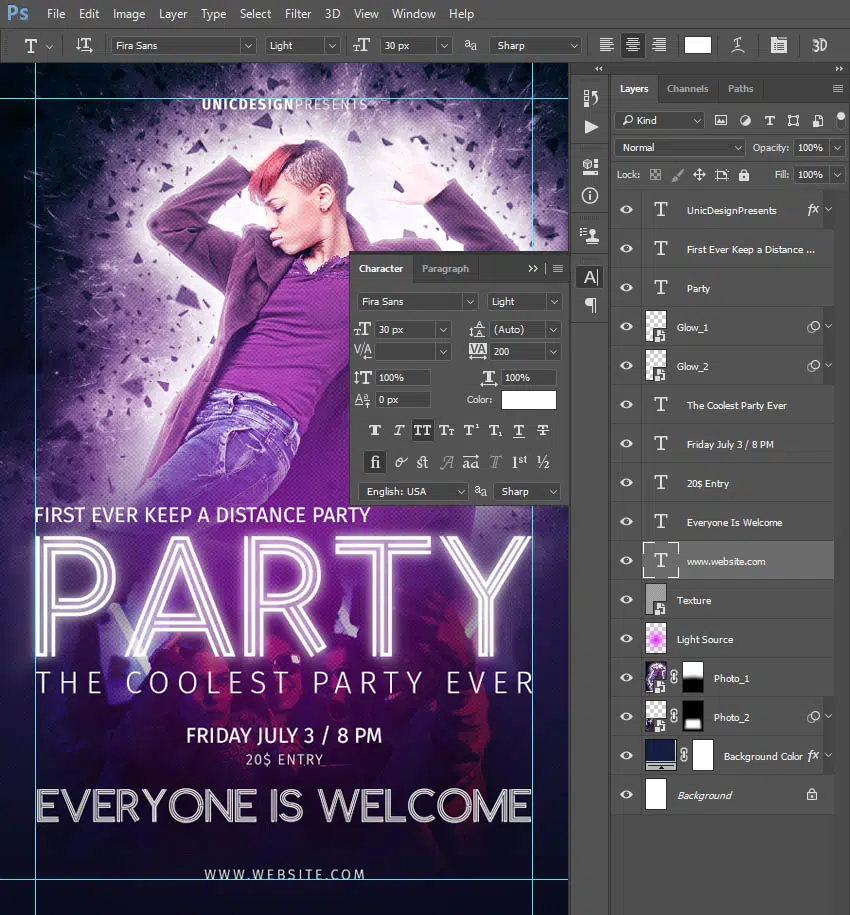 Ps File Edit Image Layer Type Select Filter 3D View Window Help
T Fira Sans Light 30 px Sharp 3D
Layers Channels Paths
Kind
Normal Opacity: 100%
Lock: Fill: 100%
UnicDesignPresents fx
First Ever Keep a Distance ...
Party
Glow_1
Glow_2
The Coolest Party Ever
Friday July 3 / 8 PM
20$ Entry
Everyone Is Welcome
www.website.com
Texture
Light Source
Photo_1
Photo_2
Background Color fx
Background
Character Paragraph
Fira Sans Light
30 px (Auto)
200
100% 100%
0 px Color:
English: USA Sharp
UNICDESIGNPRESENTS
FIRST EVER KEEP A DISTANCE PARTY
PARTY
THE COOLEST PARTY EVER
FRIDAY JULY 3 / 8 PM
20$ ENTRY
EVERYONE IS WELCOME
WWW.WEBSITE.COM